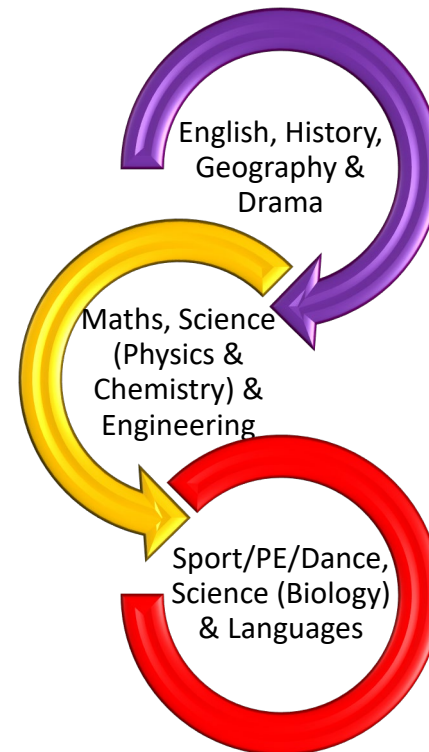 English, History,
Geography &
Drama
Maths, Science
(Physics &
Chemistry) &
Engineering
Sport/PE/Dance,
Science (Biology)
& Languages